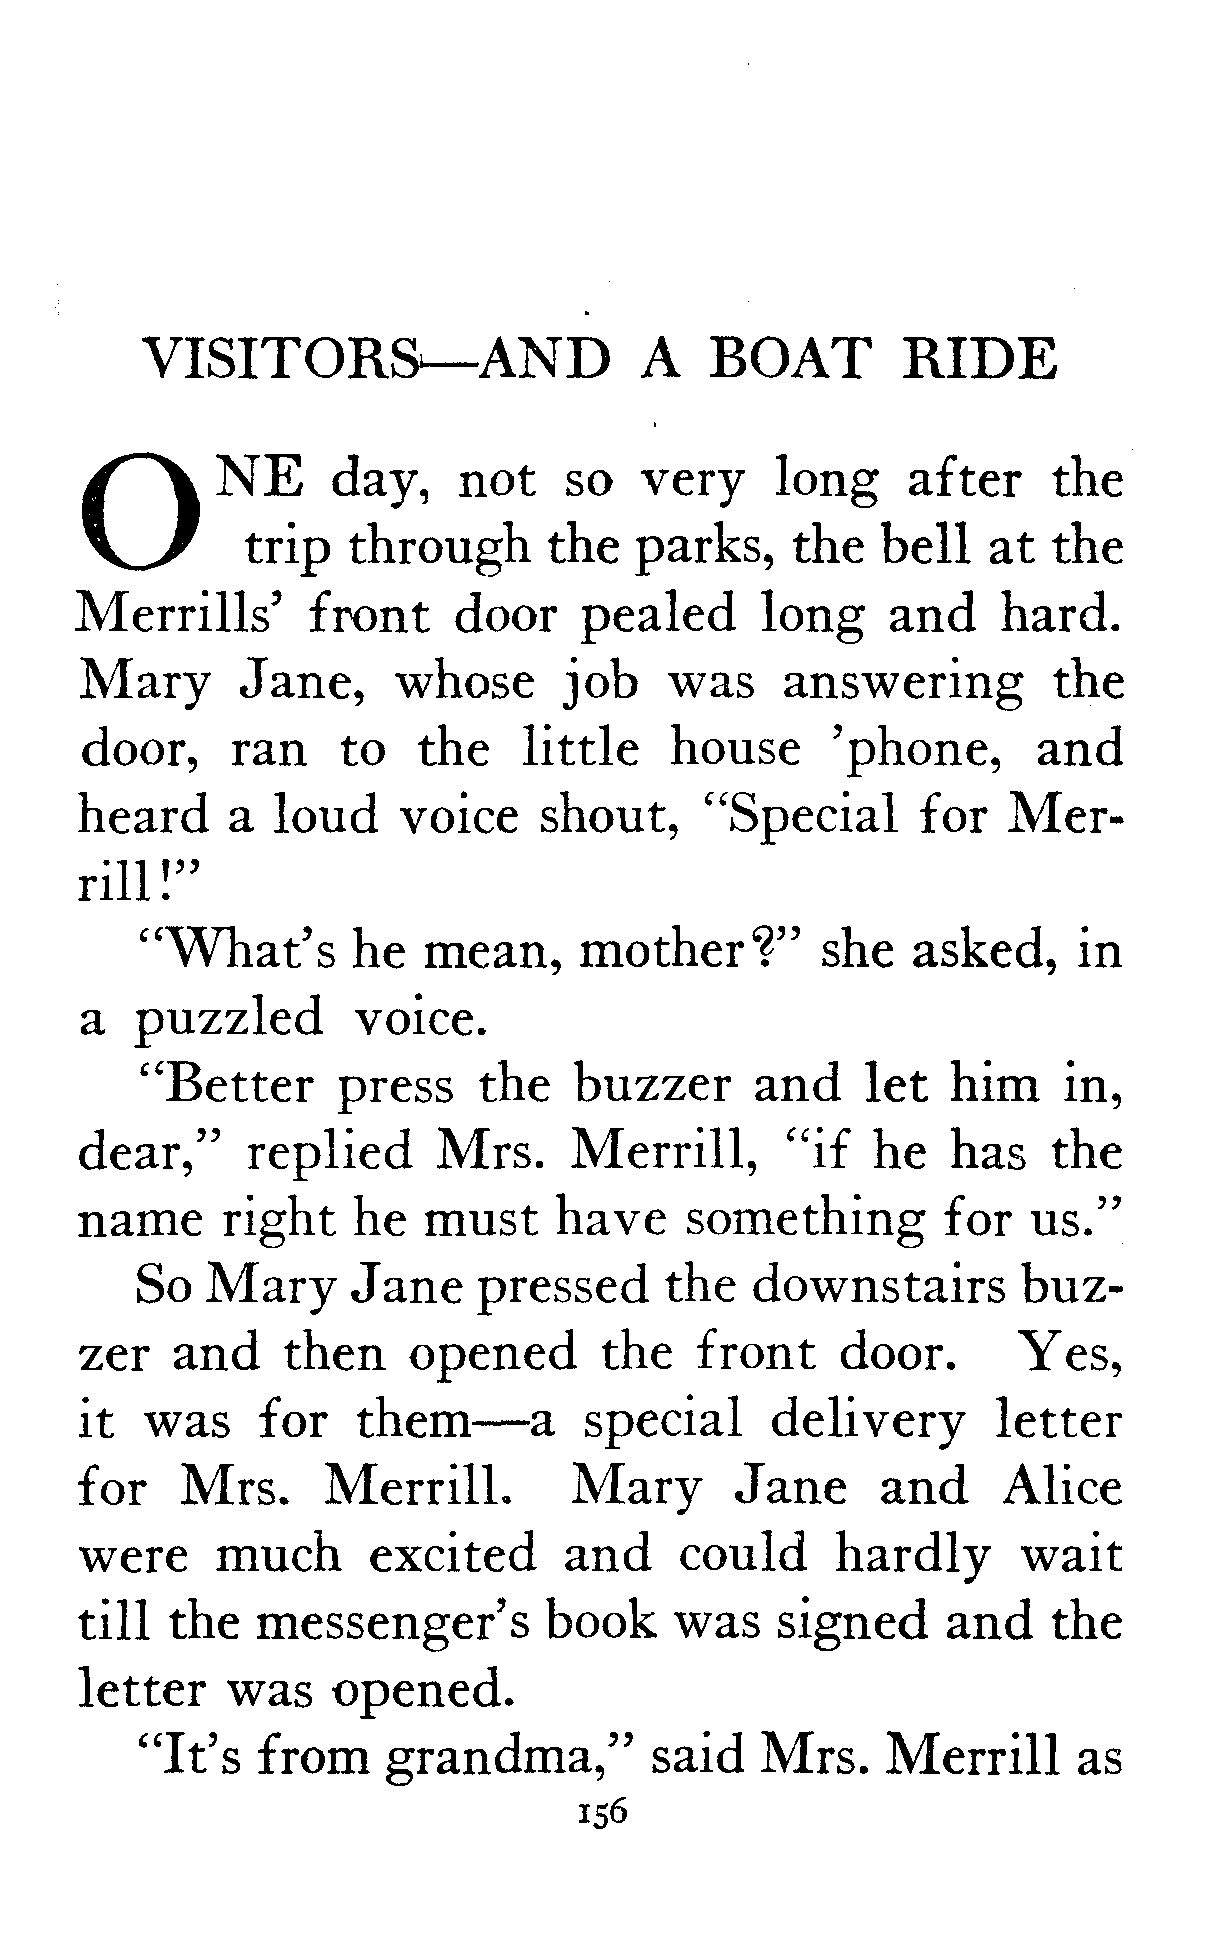 VISITORS—AND A BOAT RIDE
ONE day, not so very long after the
trip through the parks, the bell at the
Merrills’ front door pealed long and hard.
Mary Jane, whose job was answering the
door, ran to the little house ’phone, and
heard a loud voice shout, “Special for Mer-
rill!”
“What’s he mean, mother?” she asked, in
a puzzled voice.
“Better press the buzzer and let him in,
dear,” replied Mrs. Merrill, “if he has the
name right he must have something for us.”
So Mary Jane pressed the downstairs buz-
zer and then opened the front door. Yes,
it was for them—a special delivery letter
for Mrs. Merrill. Mary Jane and Alice
were much excited and could hardly wait
till the messenger’s book was signed and the
letter was opened.
“It’s from grandma,” said Mrs. Merrill as
156